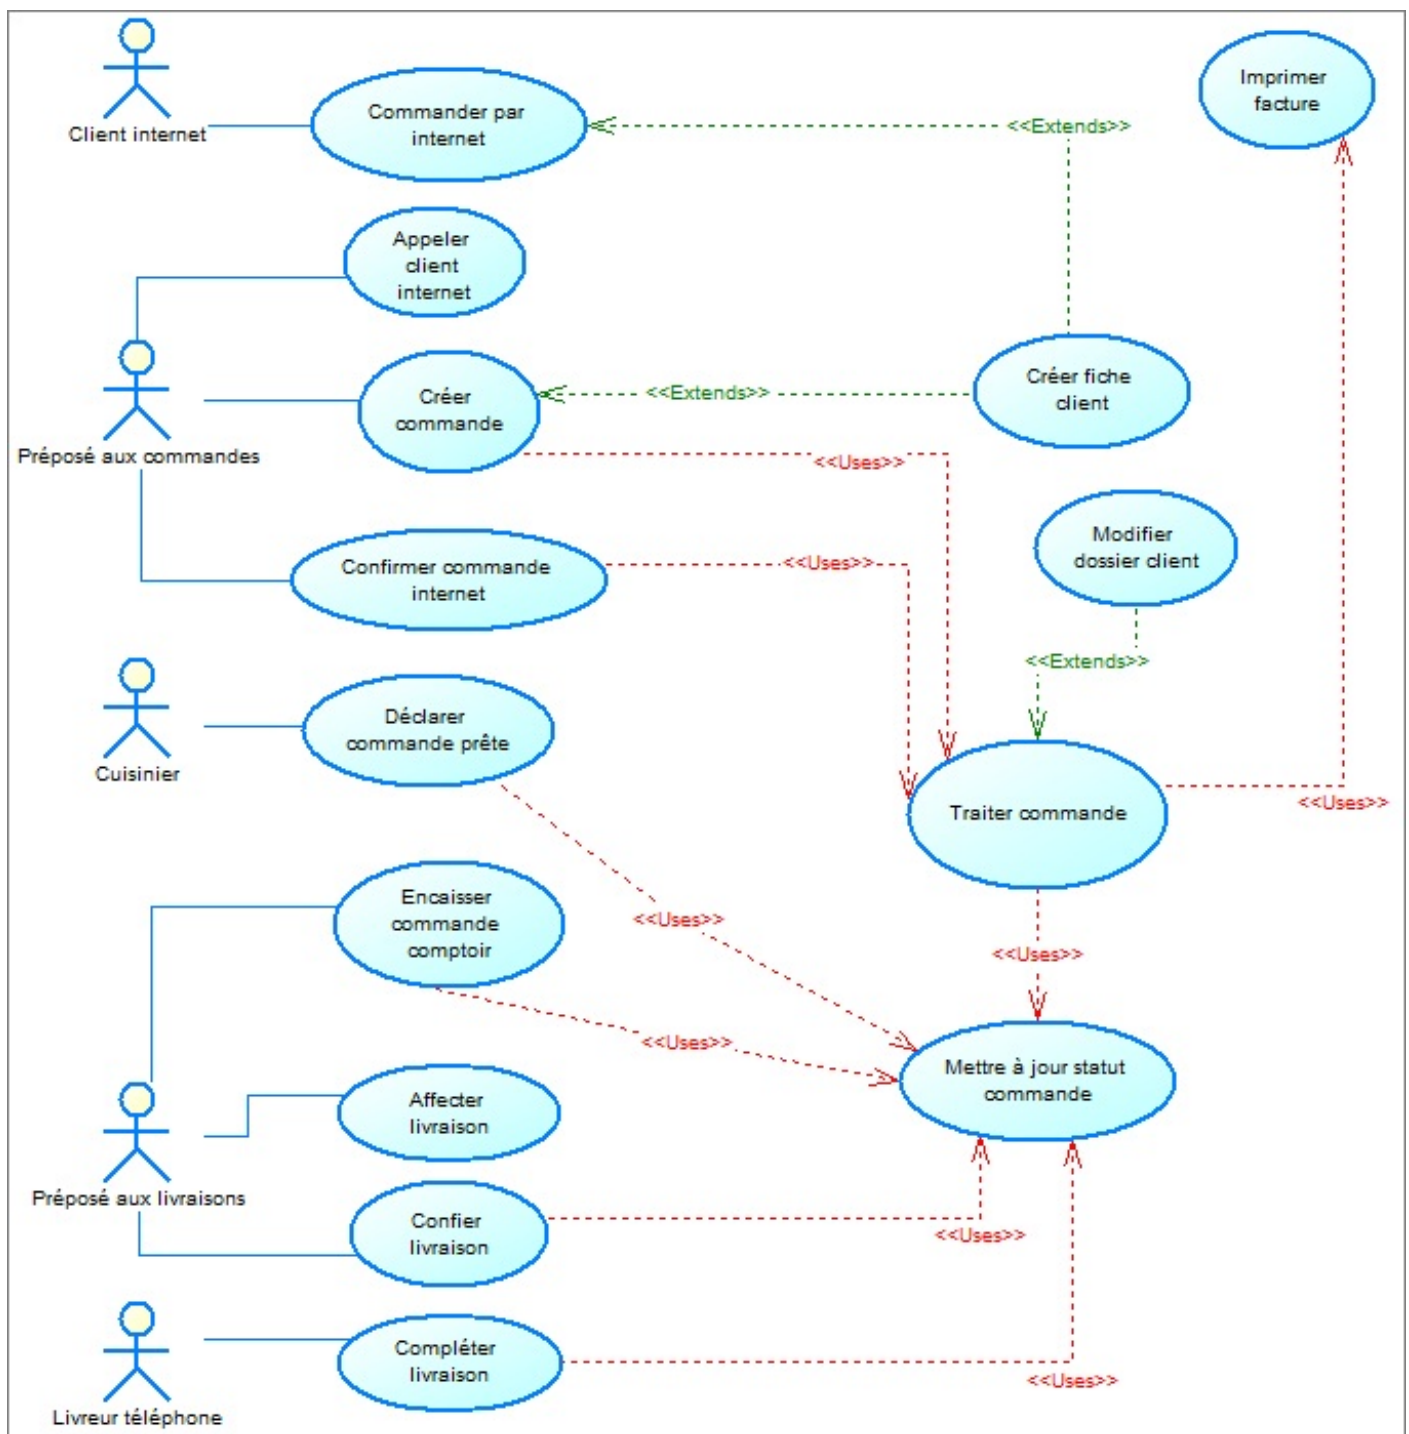 Client internet
Commander par
internet
<<Extends>>
Imprimer
facture
Appeler
client
internet
Préposé aux commandes
Créer
commande
<<Extends>>
Créer fiche
client
<<Uses>>
Confirmer commande
internet
<<Uses>>
Modifier
dossier client
<<Extends>>
Cuisinier
Déclarer
commande prête
Traiter commande
<<Uses>>
Encaisser
commande
comptoir
<<Uses>>
<<Uses>>
<<Uses>>
Mettre à jour statut
commande
Préposé aux livraisons
Affecter
livraison
Confier
livraison
<<Uses>>
Livreur téléphone
Compléter
livraison
<<Uses>>